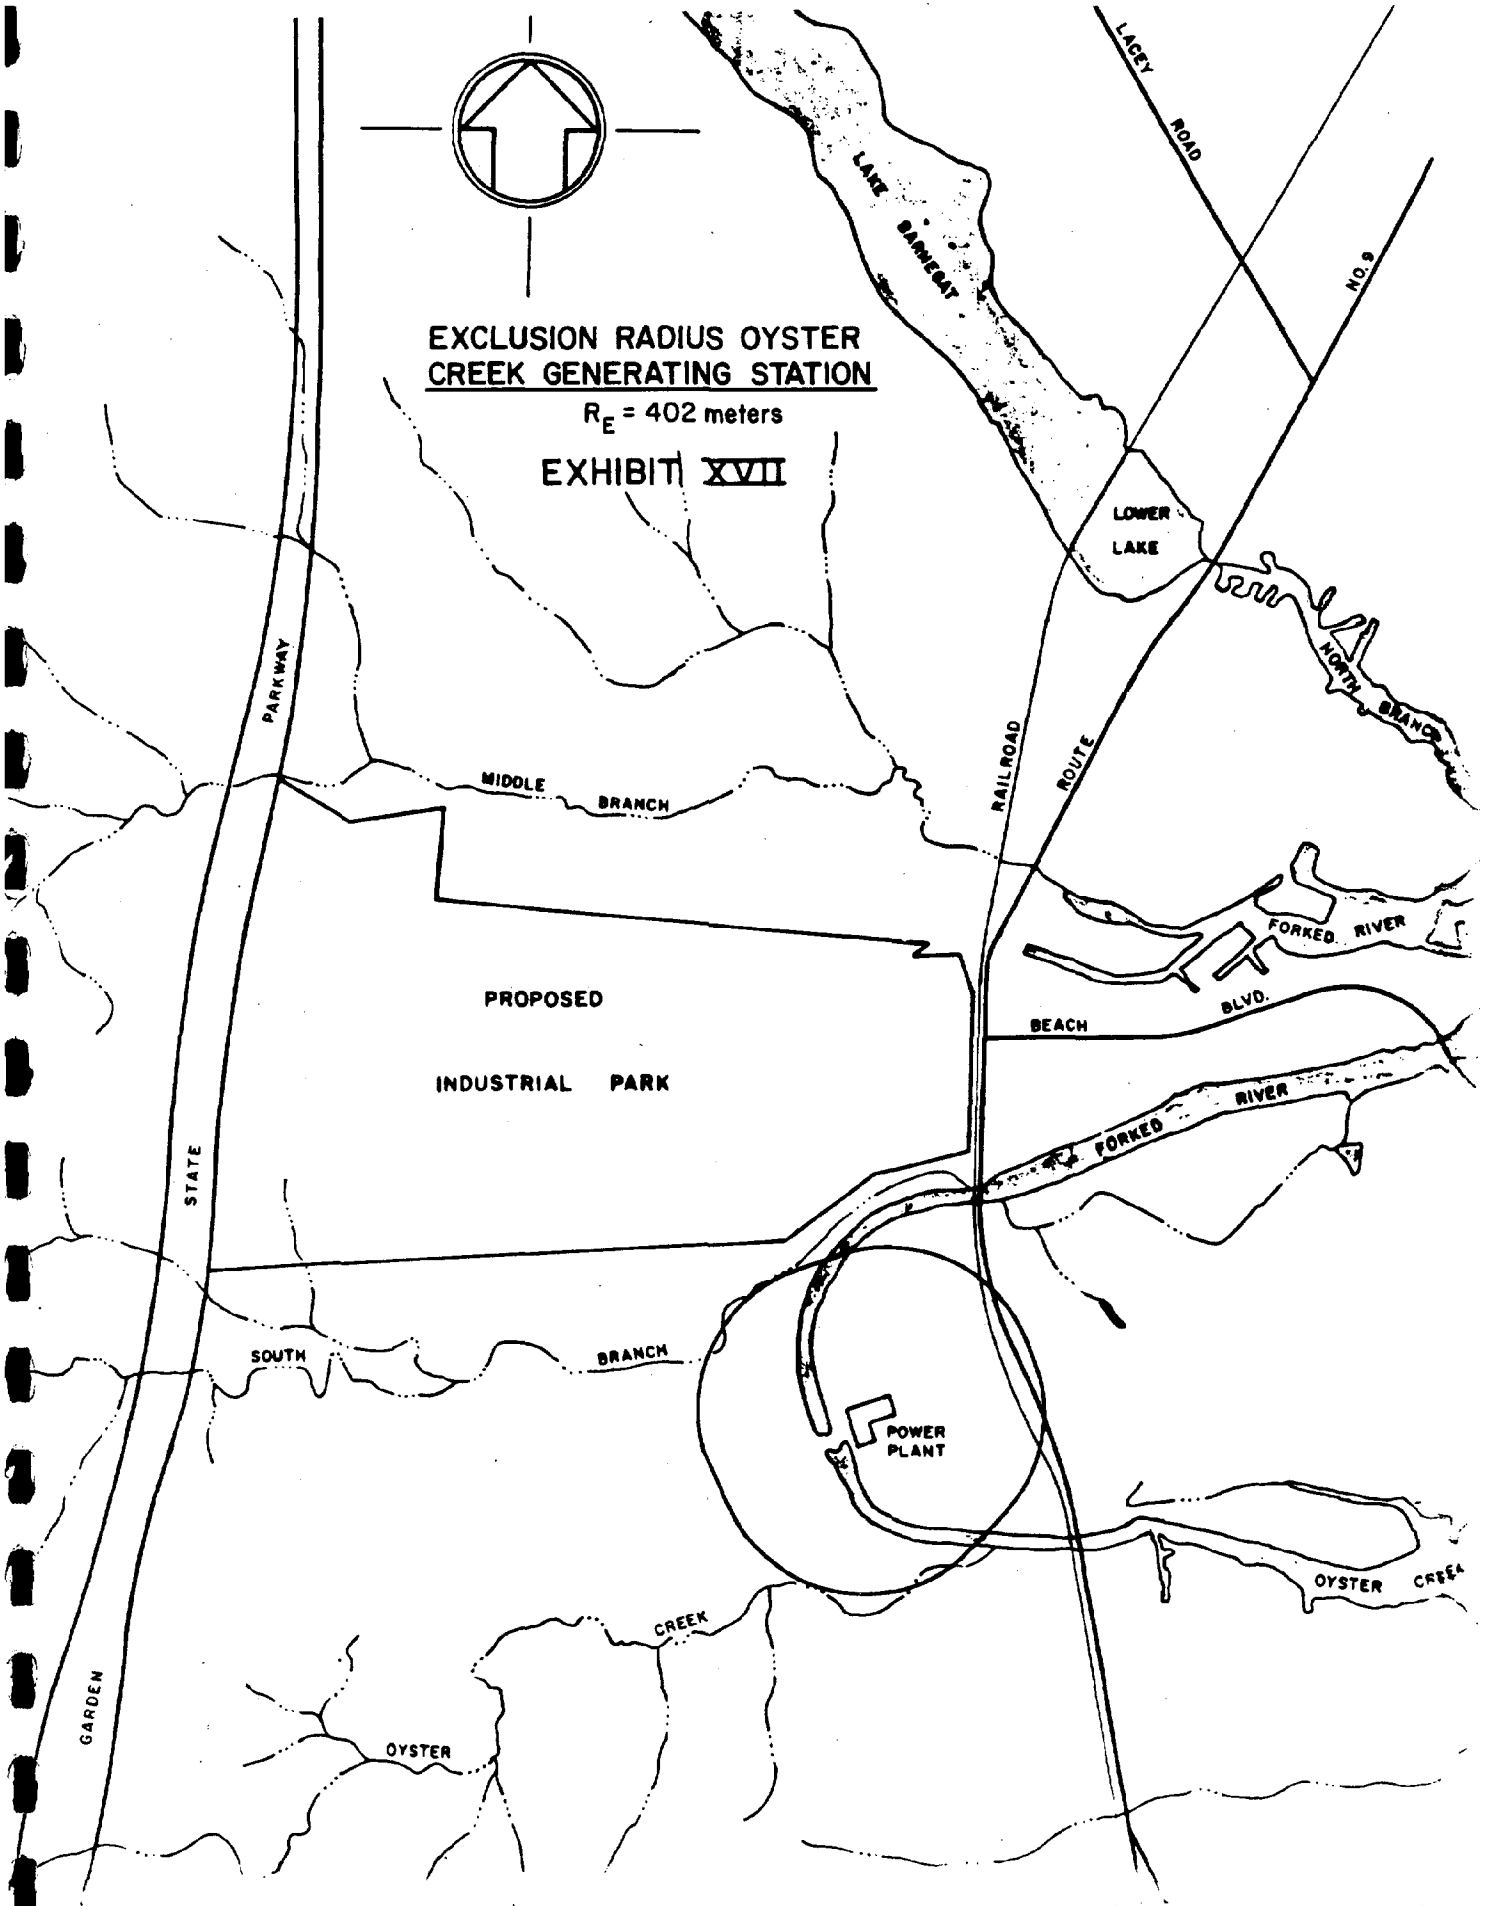 LACEY
ROAD
LAKE
BARNEGAT
NO. 9
EXCLUSION RADIUS OYSTER
CREEK GENERATING STATION
RE = 402 meters
EXHIBIT XVII
LOWER
LAKE
PARKWAY
NORTH
BRANCH
RAILROAD
ROUTE
MIDDLE
BRANCH
FORKED RIVER
PROPOSED
INDUSTRIAL PARK
BEACH
BLVD.
FORKED
RIVER
STATE
SOUTH
BRANCH
POWER
PLANT
OYSTER CREEK
CREEK
GARDEN
OYSTER